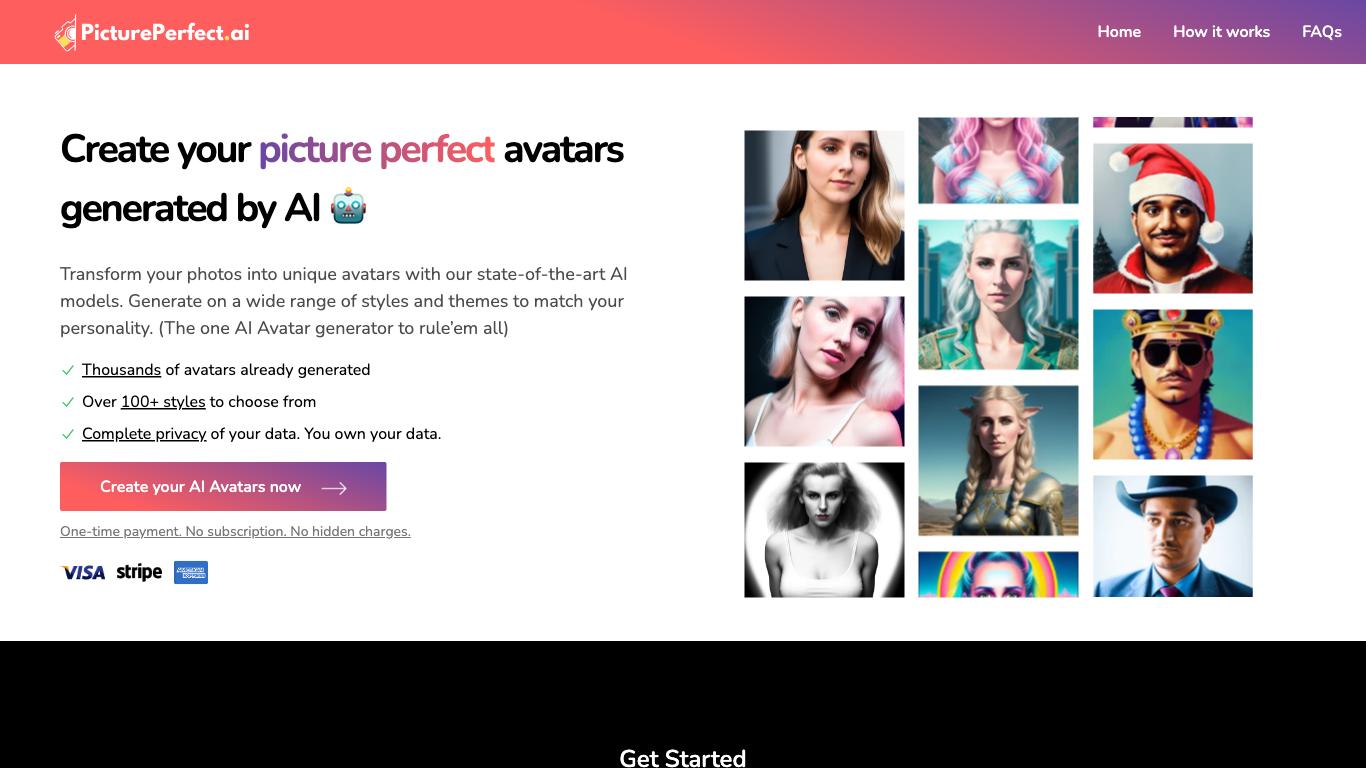 PicturePerfect.ai
Home
How it works
FAQs
Create your picture perfect avatars
generated by AI
Transform your photos into unique avatars with our state-of-the-art AI
models. Generate on a wide range of styles and themes to match your
personality. (The one AI Avatar generator to rule'em all)
Thousands of avatars already generated
Over 100+ styles to choose from
Complete privacy of your data. You own your data.
Create your AI Avatars now
One-time payment. No subscription. No hidden charges.
VISA stripe AMERICAN EXPRESS
Get Started